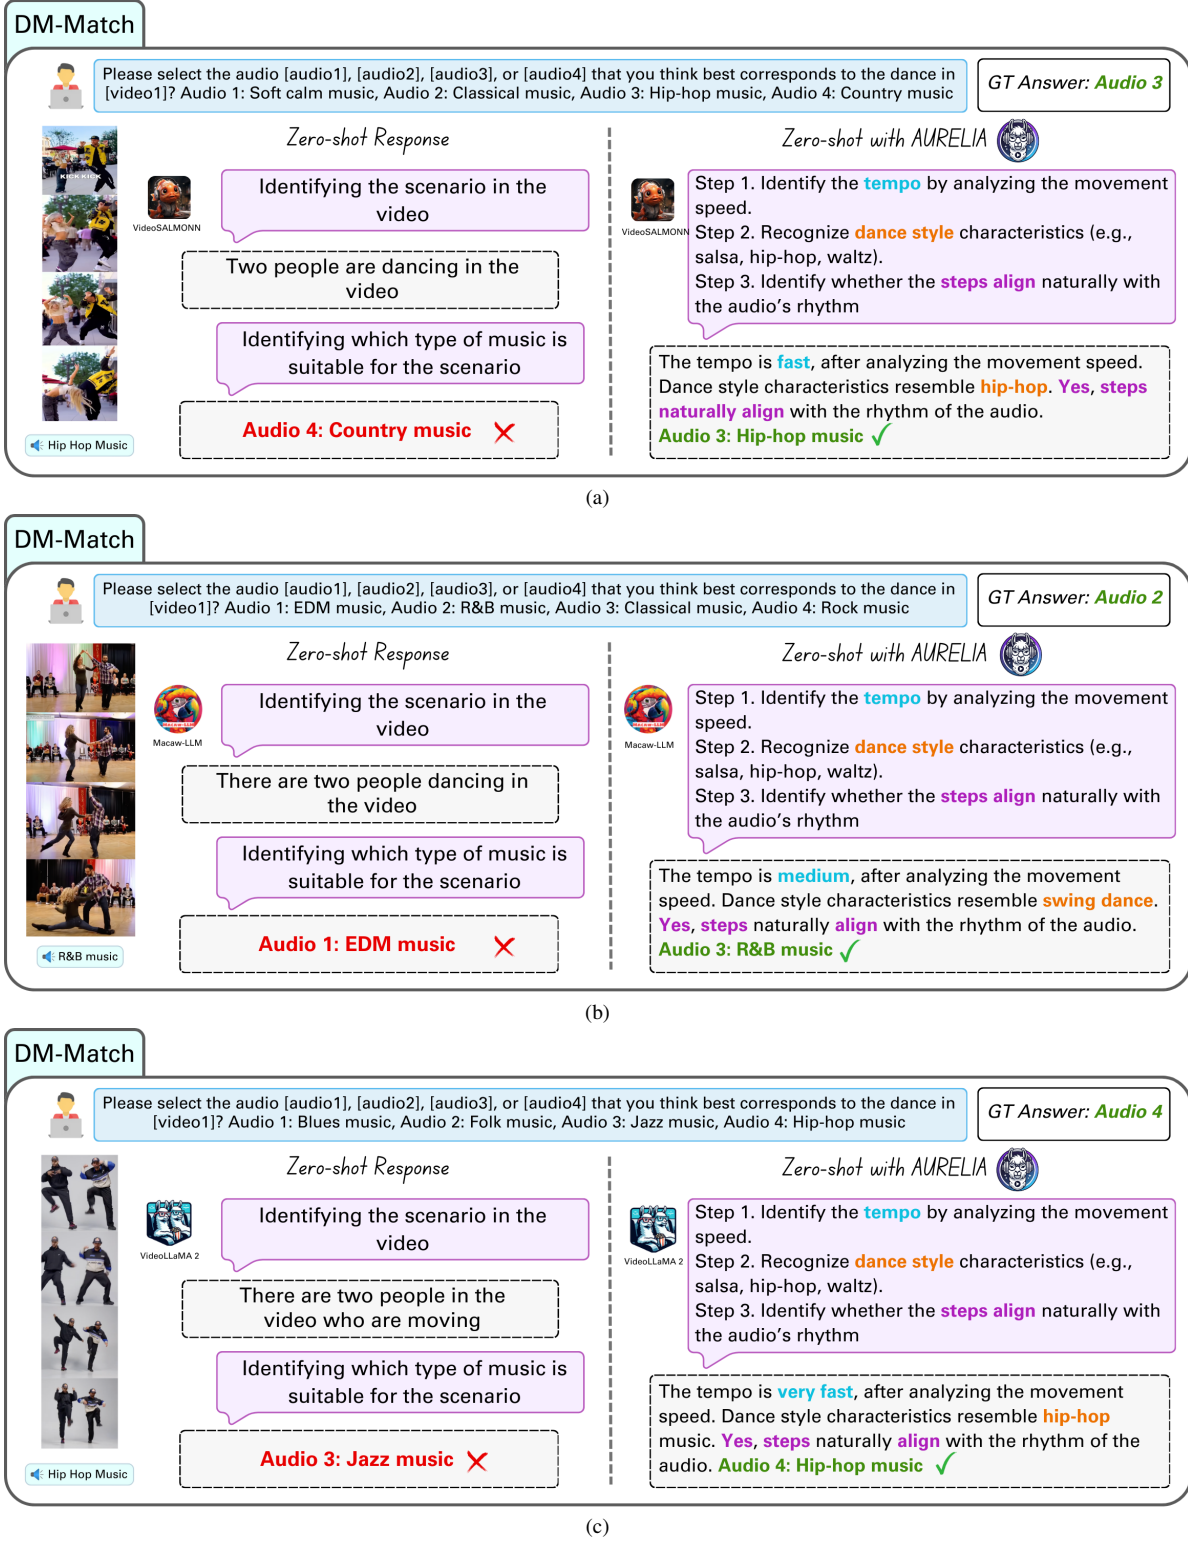 DM-Match
Please select the audio [audio1], [audio2], [audio3], or [audio4] that you think best corresponds to the dance in
[video1]? Audio 1: Soft calm music, Audio 2: Classical music, Audio 3: Hip-hop music, Audio 4: Country music
GT Answer: Audio 3
KICK KICK
Hip Hop Music
Zero-shot Response
VideoSALMONN
Identifying the scenario in the
video
Two people are dancing in the
video
Identifying which type of music is
suitable for the scenario
Audio 4: Country music
Zero-shot with AURELIA
VideoSALMONN
Step 1. Identify the tempo by analyzing the movement
speed.
Step 2. Recognize dance style characteristics (e.g.,
salsa, hip-hop, waltz).
Step 3. Identify whether the steps align naturally with
the audio's rhythm
The tempo is fast, after analyzing the movement speed.
Dance style characteristics resemble hip-hop. Yes, steps
naturally align with the rhythm of the audio.
Audio 3: Hip-hop music
(a)
DM-Match
Please select the audio [audio1], [audio2], [audio3], or [audio4] that you think best corresponds to the dance in
[video1]? Audio 1: EDM music, Audio 2: R&B music, Audio 3: Classical music, Audio 4: Rock music
GT Answer: Audio 2
R&B music
Zero-shot Response
MACAW-LLM
Macaw-LLM
Identifying the scenario in the
video
There are two people dancing in
the video
Identifying which type of music is
suitable for the scenario
Audio 1: EDM music
Zero-shot with AURELIA
MACAW-LLM
Macaw-LLM
Step 1. Identify the tempo by analyzing the movement
speed.
Step 2. Recognize dance style characteristics (e.g.,
salsa, hip-hop, waltz).
Step 3. Identify whether the steps align naturally with
the audio's rhythm
The tempo is medium, after analyzing the movement
speed. Dance style characteristics resemble swing dance.
Yes, steps naturally align with the rhythm of the audio.
Audio 3: R&B music
(b)
DM-Match
Please select the audio [audio1], [audio2], [audio3], or [audio4] that you think best corresponds to the dance in
[video1]? Audio 1: Blues music, Audio 2: Folk music, Audio 3: Jazz music, Audio 4: Hip-hop music
GT Answer: Audio 4
Hip Hop Music
Zero-shot Response
VideoLLaMA 2
Identifying the scenario in the
video
There are two people in the
video who are moving
Identifying which type of music is
suitable for the scenario
Audio 3: Jazz music
Zero-shot with AURELIA
VideoLLaMA 2
Step 1. Identify the tempo by analyzing the movement
speed.
Step 2. Recognize dance style characteristics (e.g.,
salsa, hip-hop, waltz).
Step 3. Identify whether the steps align naturally with
the audio's rhythm
The tempo is very fast, after analyzing the movement
speed. Dance style characteristics resemble hip-hop
music. Yes, steps naturally align with the rhythm of the
audio. Audio 4: Hip-hop music
(c)